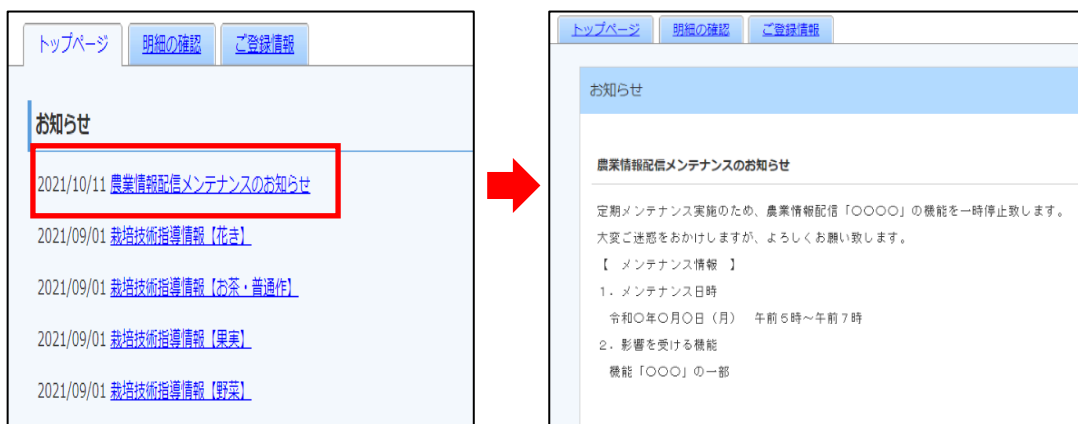 トップページ 明細の確認 ご登録情報
お知らせ
2021/10/11 農業情報配信メンテナンスのお知らせ
2021/09/01 栽培技術指導情報【花き】
2021/09/01 栽培技術指導情報【お茶・普通作】
2021/09/01 栽培技術指導情報【果実】
2021/09/01 栽培技術指導情報【野菜】
トップページ 明細の確認 ご登録情報
お知らせ
農業情報配信メンテナンスのお知らせ
定期メンテナンス実施のため、農業情報配信「〇〇〇〇」の機能を一時停止致します。
大変ご迷惑をおかけしますが、よろしくお願い致します。
【 メンテナンス情報 】
1．メンテナンス日時
令和〇年〇月〇日（月） 午前５時～午前７時
2．影響を受ける機能
機能「〇〇〇」の一部